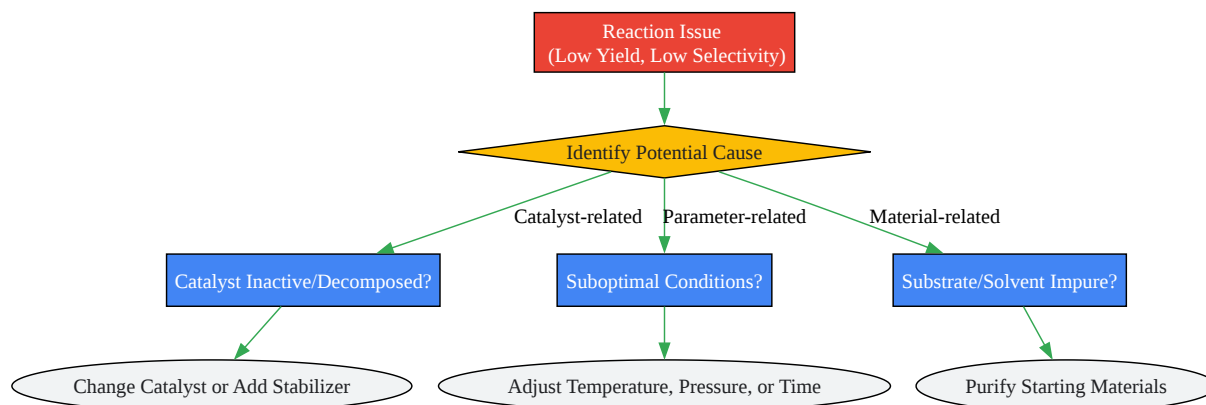 Reaction Issue
(Low Yield, Low Selectivity)
Identify Potential Cause
Catalyst-related
Parameter-related
Material-related
Catalyst Inactive/Decomposed?
Suboptimal Conditions?
Substrate/Solvent Impure?
Change Catalyst or Add Stabilizer
Adjust Temperature, Pressure, or Time
Purify Starting Materials